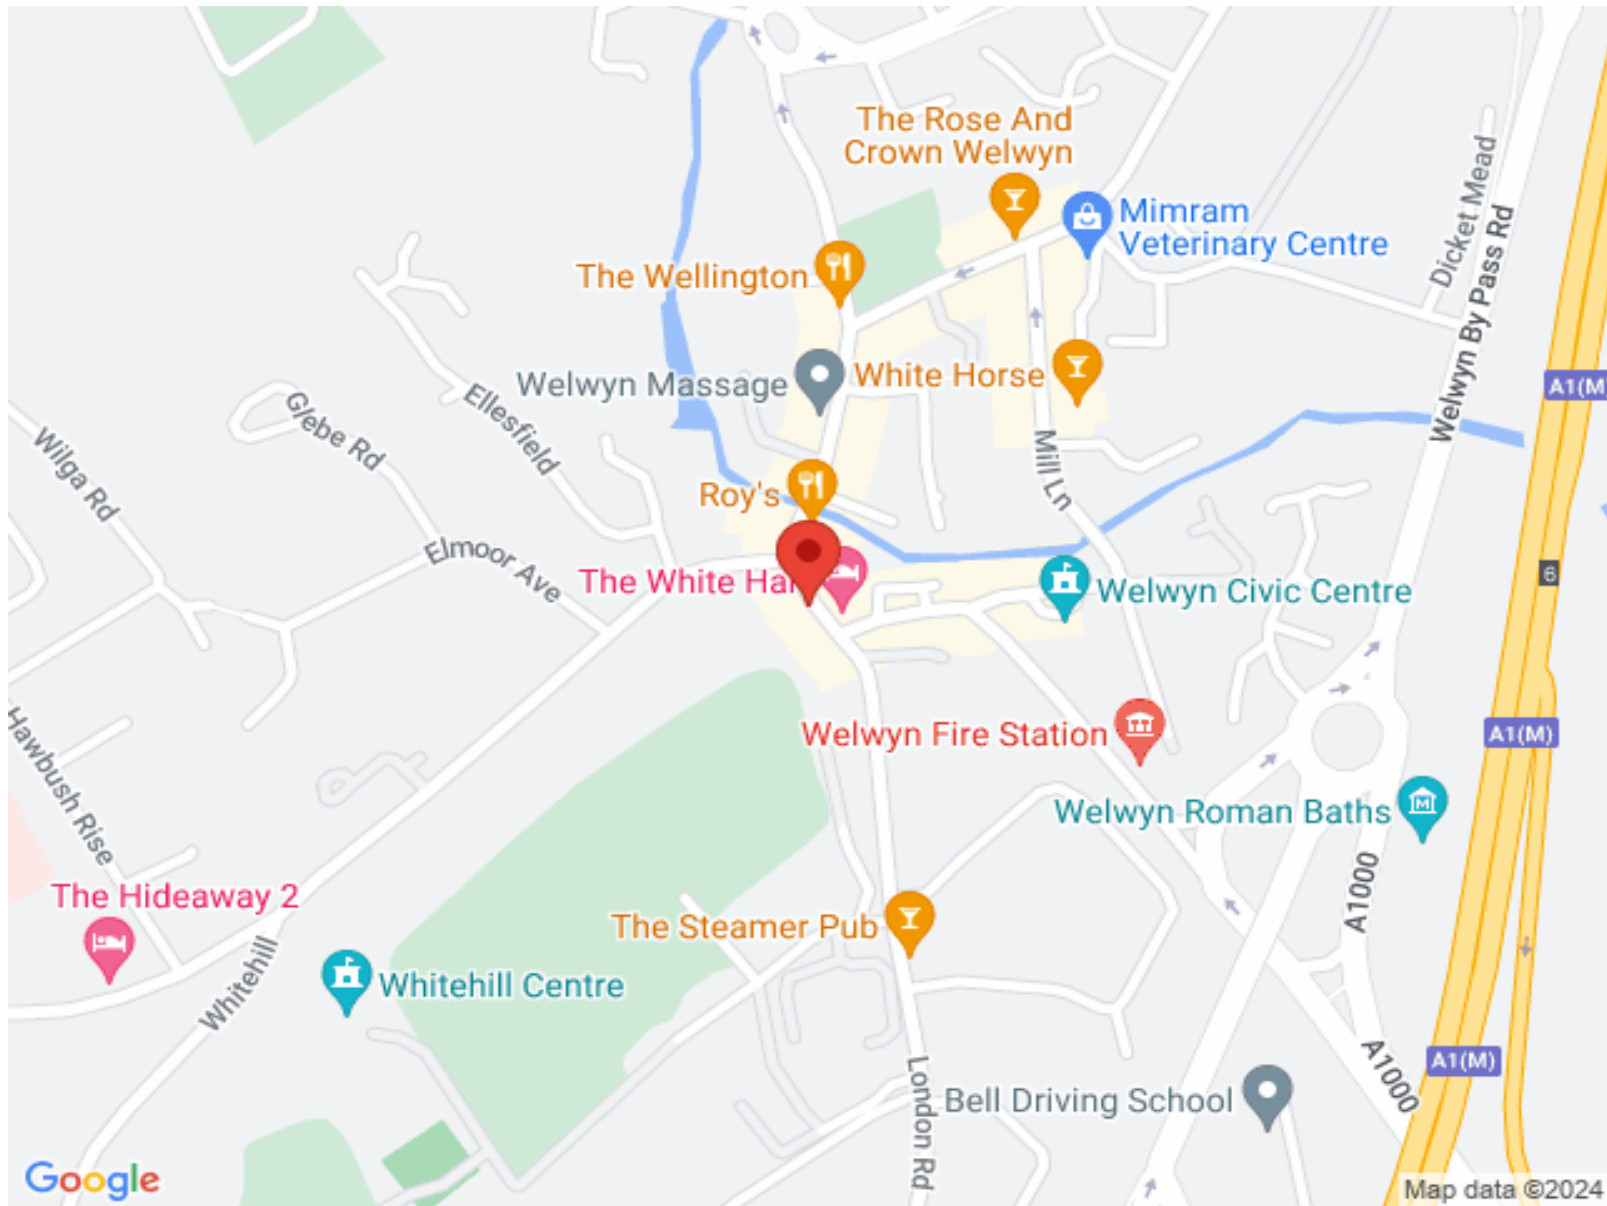 The Rose And
Crown Welwyn
Mimram
Veterinary Centre
Dicket Mead
Welwyn By Pass Rd
The Wellington
Welwyn Massage
White Horse
A1(M)
Ellesfield
Glebe Rd
Wilga Rd
Mill Ln
Roy's
Elmoor Ave
The White Har
Welwyn Civic Centre
6
Hawbush Rise
Welwyn Fire Station
A1(M)
Welwyn Roman Baths
A1000
The Hideaway 2
The Steamer Pub
Whitehill
Whitehill Centre
London Rd
Bell Driving School
A1000
A1(M)
Google
Map data ©2024